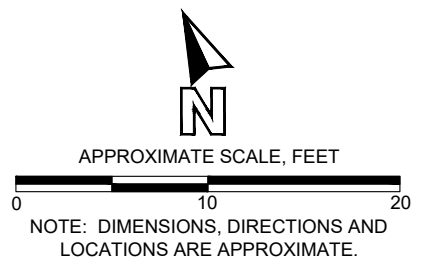 N
APPROXIMATE SCALE, FEET
0 10 20
NOTE: DIMENSIONS, DIRECTIONS AND
LOCATIONS ARE APPROXIMATE.